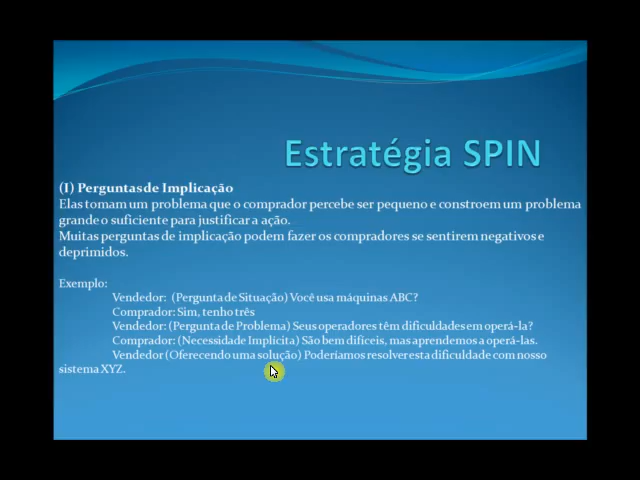 Estratégia SPIN
(I) Perguntas de Implicação
Elas tomam um problema que o comprador percebe ser pequeno e constroem um problema
grande o suficiente para justificar a ação.
Muitas perguntas de implicação podem fazer os compradores se sentirem negativos e
deprimidos.
Exemplo:
Vendedor: (Pergunta de Situação) Você usa máquinas ABC?
Comprador: Sim, tenho três
Vendedor: (Pergunta de Problema) Seus operadores têm dificuldades em operá-la?
Comprador: (Necessidade Implícita) São bem difíceis, mas aprendemos a operá-las.
Vendedor (Oferecendo uma solução) Poderíamos resolver esta dificuldade com nosso
sistema XYZ.